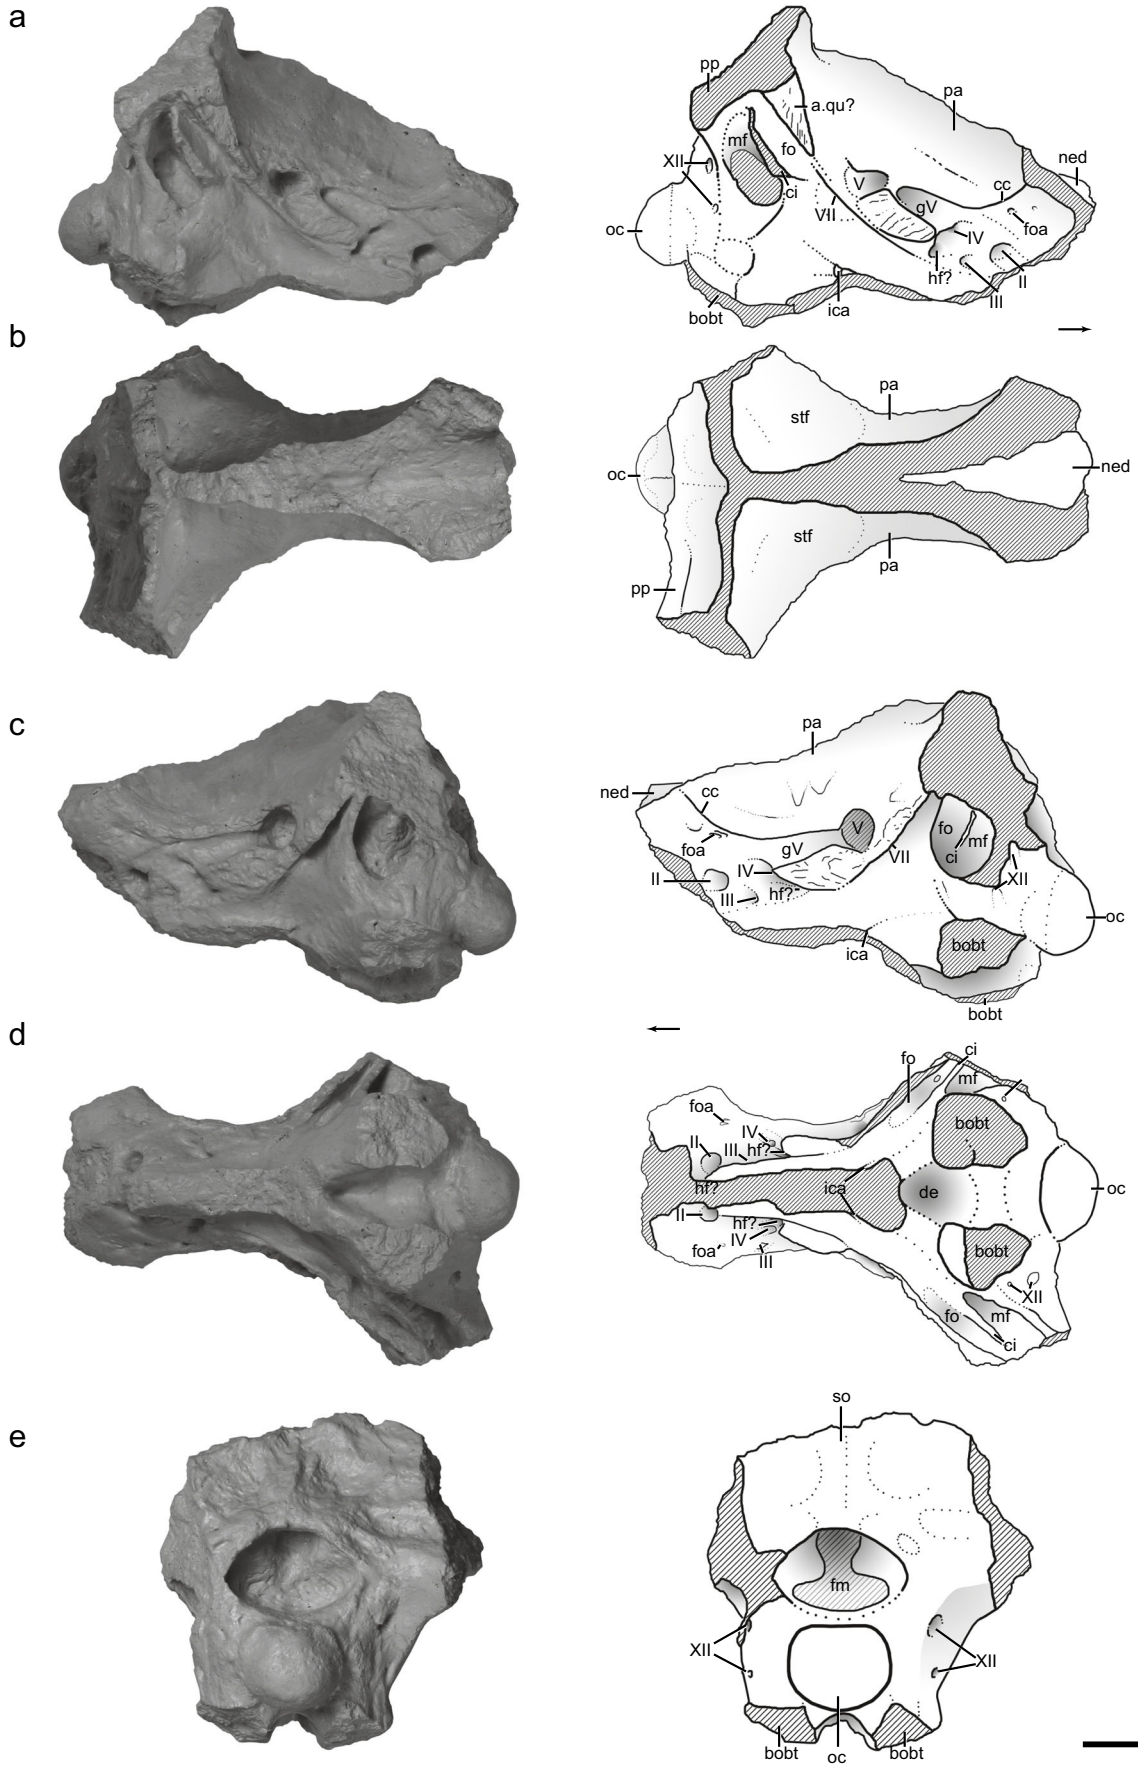 a
pp
a.qu?
pa
mf
fo
XII
ned
V
ci
cc
gV
VII
foa
oc
IV
hf?
II
III
ica
bobt
b
pa
stf
oc
ned
stf
pa
pp
c
pa
ned
cc
V
fo
mf
foa
gV
VII
ci
II
IV
XII
III
hf?
oc
ica
bobt
bobt
d
ci
fo
mf
foa
IV
bobt
II
III
hf?
hf?
ica
de
oc
II
hf?
IV
bobt
foa
III
XII
fo
mf
ci
e
so
fm
XII
XII
bobt
oc
bobt